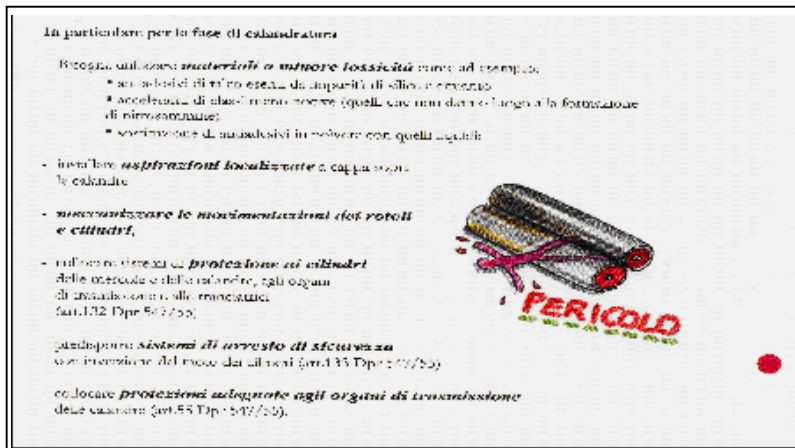 In particolare per la fase di calandratura
Bisogna utilizzare materiali a minore tossicità come ad esempio:
▪ antiadesivi di talco esenti da impurità di silice e
▪ acceleranti di classi meno nocive (quelli che non danno luogo alla formazione
di nitrosammine)
▪ sostituzione di antiadesivi in polvere con quelli liquidi;
- installare aspirazioni localizzate a cappa sopra
le calandre
- meccanizzare le movimentazioni dei rotoli
e cilindri,
- collocare sistemi di protezione ai cilindri
delle mescole e delle calandre, agli organi
di trasmissione e alle
(art.132 Dpr 547/55)
predisporre sistemi di arresto di sicurezza
con inversione del moto dei cilindri (art.133 Dpr 547/55)
collocare protezioni adeguate agli organi di trasmissione
delle calandre (art.55 Dpr 547/55).
PERICOLO